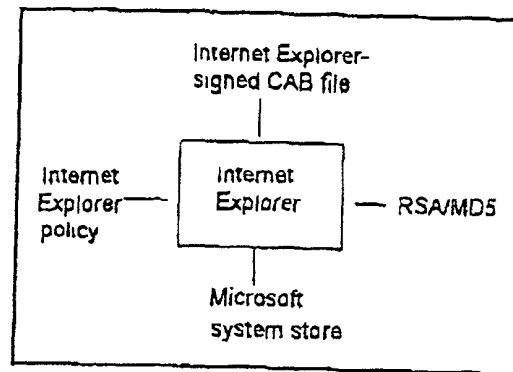 Internet Explorer-
signed CAB file
Internet
Explorer
policy
Internet
Explorer
RSA/MD5
Microsoft
system store